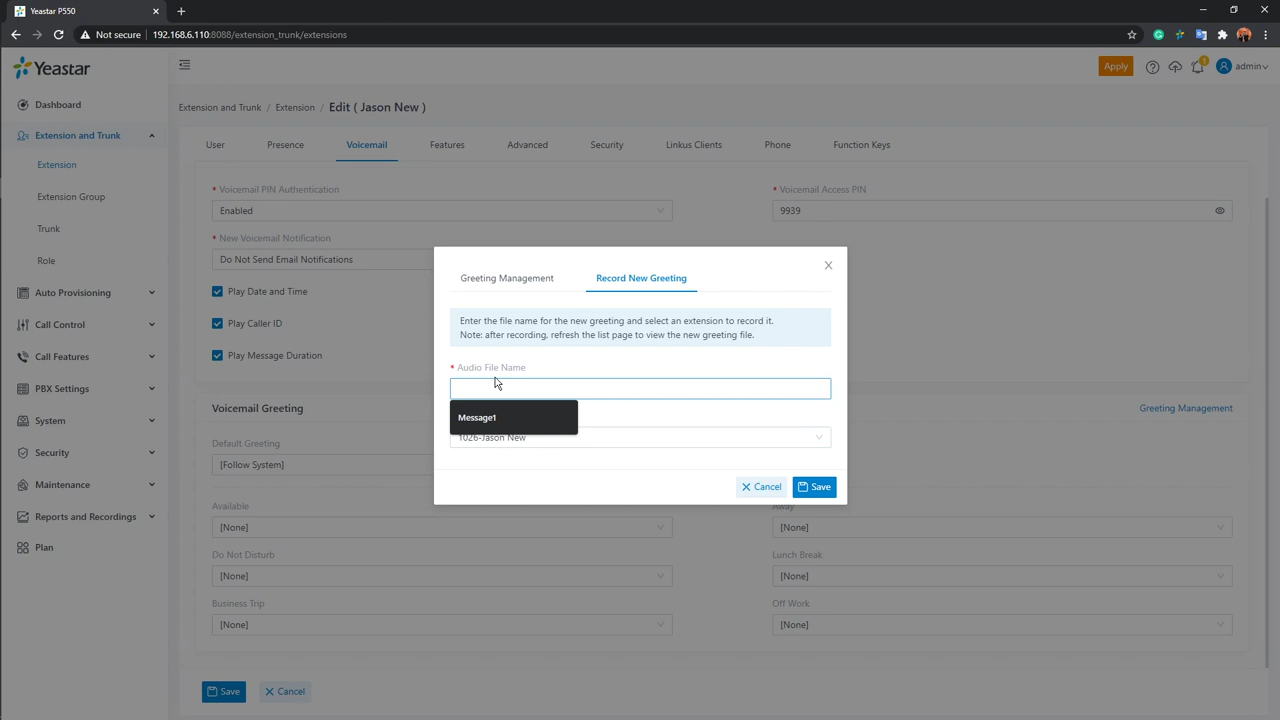 Yeastar P550
Not secure
192.168.6.110:8088/extension_trunk/extensions
Yeastar
Apply
1
admin
Dashboard
Extension and Trunk
Extension
Extension Group
Trunk
Role
Auto Provisioning
Call Control
Call Features
PBX Settings
System
Security
Maintenance
Reports and Recordings
Plan
Extension and Trunk / Extension / Edit ( Jason New )
User
Presence
Voicemail
Features
Advanced
Security
Linkus Clients
Phone
Function Keys
* Voicemail PIN Authentication
Enabled
* Voicemail Access PIN
9939
* New Voicemail Notification
Do Not Send Email Notifications
Play Date and Time
Play Caller ID
Play Message Duration
Greeting Management
Record New Greeting
Enter the file name for the new greeting and select an extension to record it.
Note: after recording, refresh the list page to view the new greeting file.
* Audio File Name
Message1
1026-Jason New
Cancel
Save
Voicemail Greeting
Greeting Management
Default Greeting
[Follow System]
Available
[None]
Away
[None]
Do Not Disturb
[None]
Lunch Break
[None]
Business Trip
[None]
Off Work
[None]
Save
Cancel